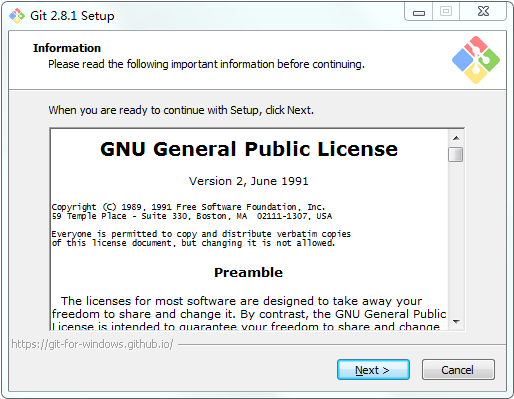 Git 2.8.1 Setup
Information
Please read the following important information before continuing.
When you are ready to continue with Setup, click Next.
GNU General Public License
Version 2, June 1991
Copyright (C) 1989, 1991 Free Software Foundation, Inc.
59 Temple Place - Suite 330, Boston, MA  02111-1307, USA
Everyone is permitted to copy and distribute verbatim copies
of this license document, but changing it is not allowed.
Preamble
The licenses for most software are designed to take away your
freedom to share and change it. By contrast, the GNU General Public
License is intended to guarantee your freedom to share and change
https://git-for-windows.github.io/
Next >
Cancel